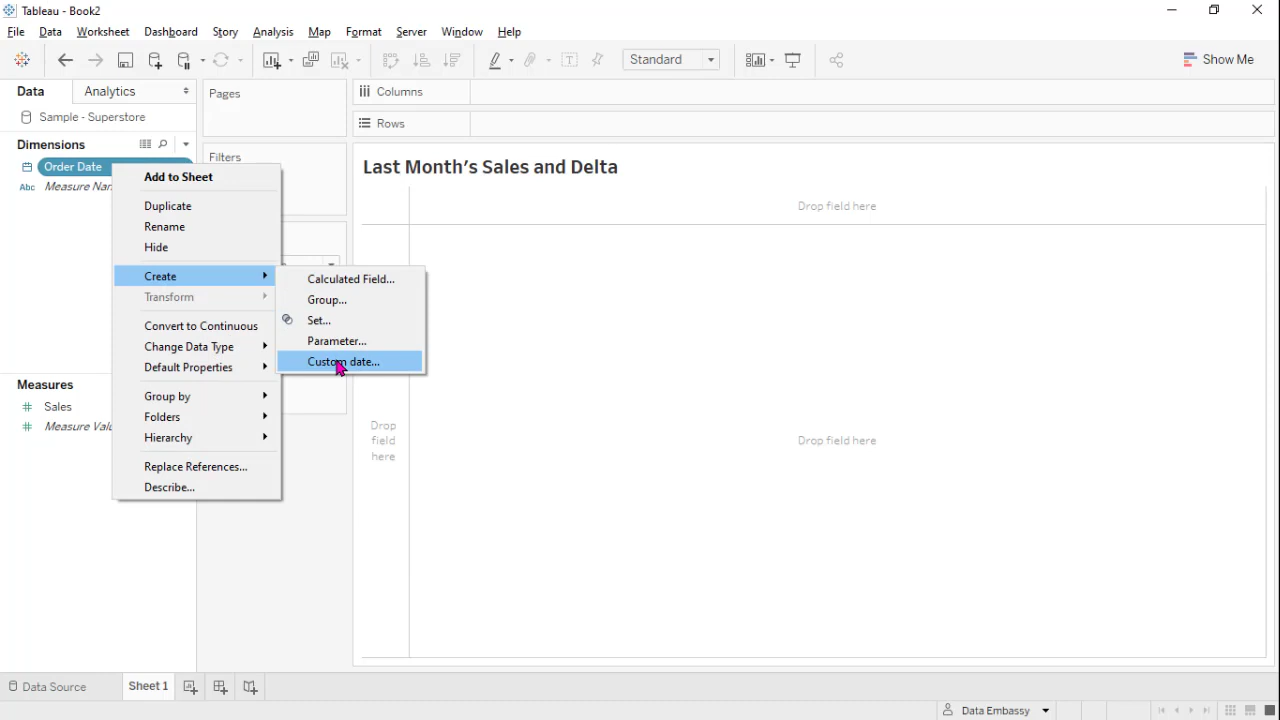 Tableau - Book2
File Data Worksheet Dashboard Story Analysis Map Format Server Window Help
Standard
Show Me
Data Analytics
Pages
Columns
Sample - Superstore
Rows
Dimensions
Filters
Order Date
Last Month's Sales and Delta
Abc
Add to Sheet
Duplicate
Drop field here
Rename
Hide
Create
Calculated Field...
Transform
Group...
Set...
Convert to Continuous
Parameter...
Change Data Type
Custom date...
Default Properties
Measures
Group by
Sales
Folders
Hierarchy
Drop
field
here
Drop field here
Replace References...
Describe...
Data Source
Sheet 1
Data Embassy